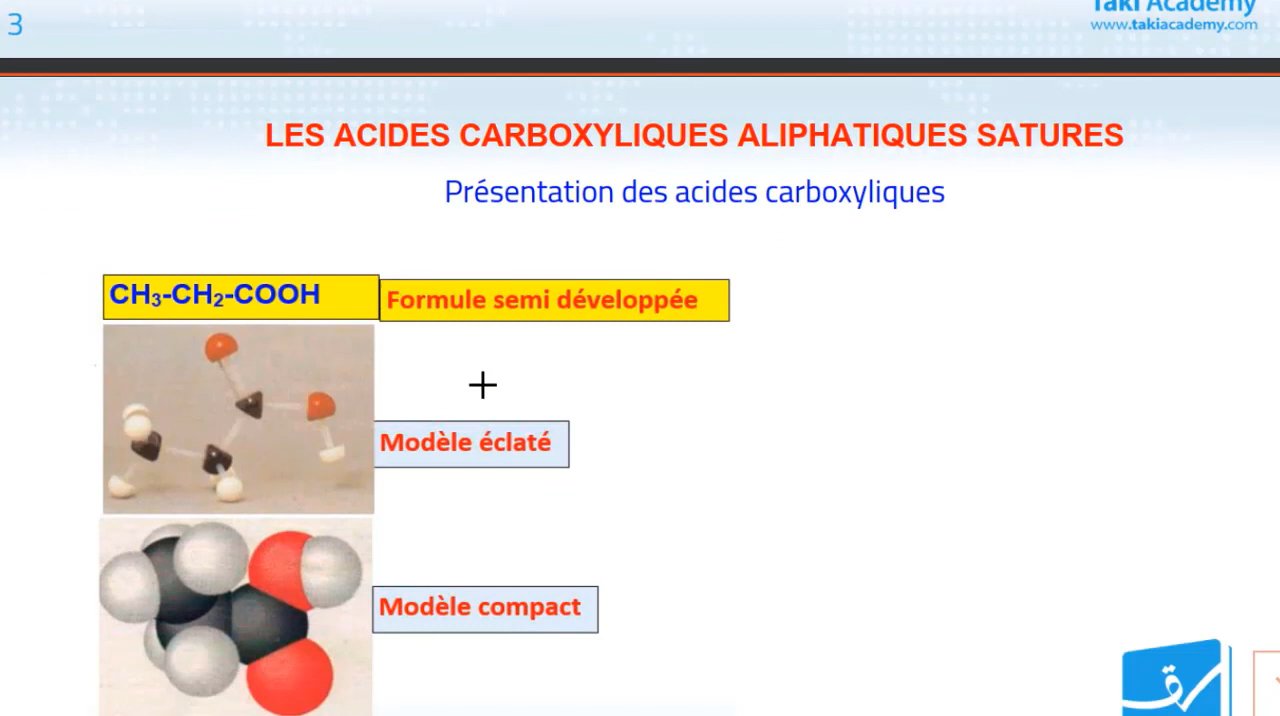 3
Taki Academy
www.takiacademy.com
LES ACIDES CARBOXYLIQUES ALIPHATIQUES SATURES
Présentation des acides carboxyliques
CH₃-CH₂-COOH
Formule semi développée
Modèle éclaté
Modèle compact